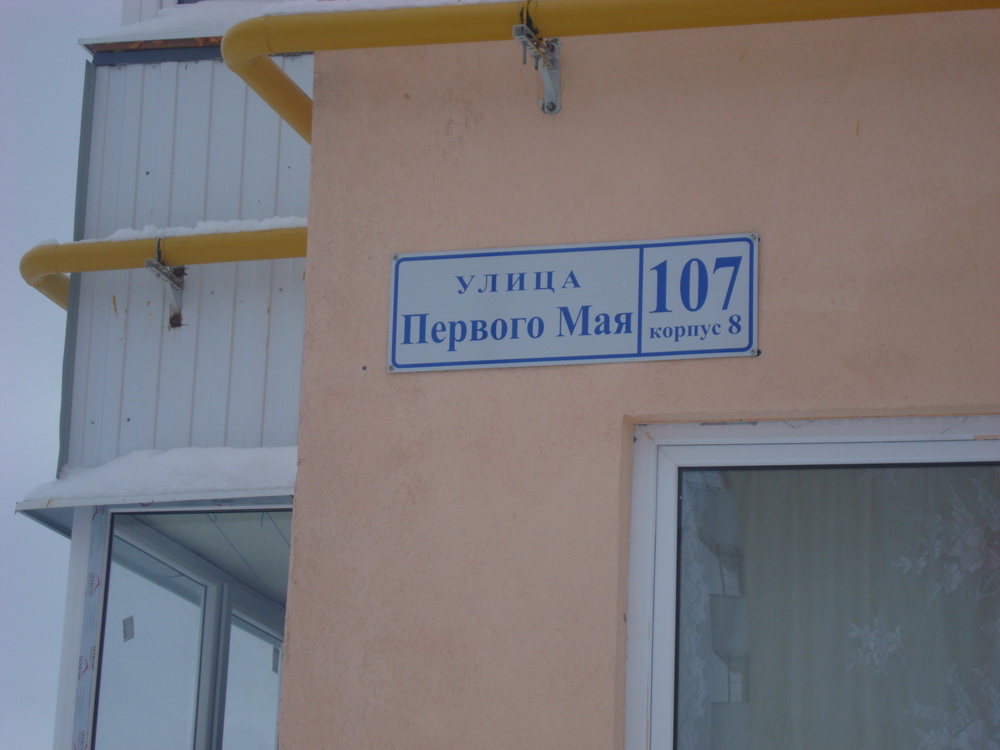 УЛИЦА
Первого Мая
107
корпус 8